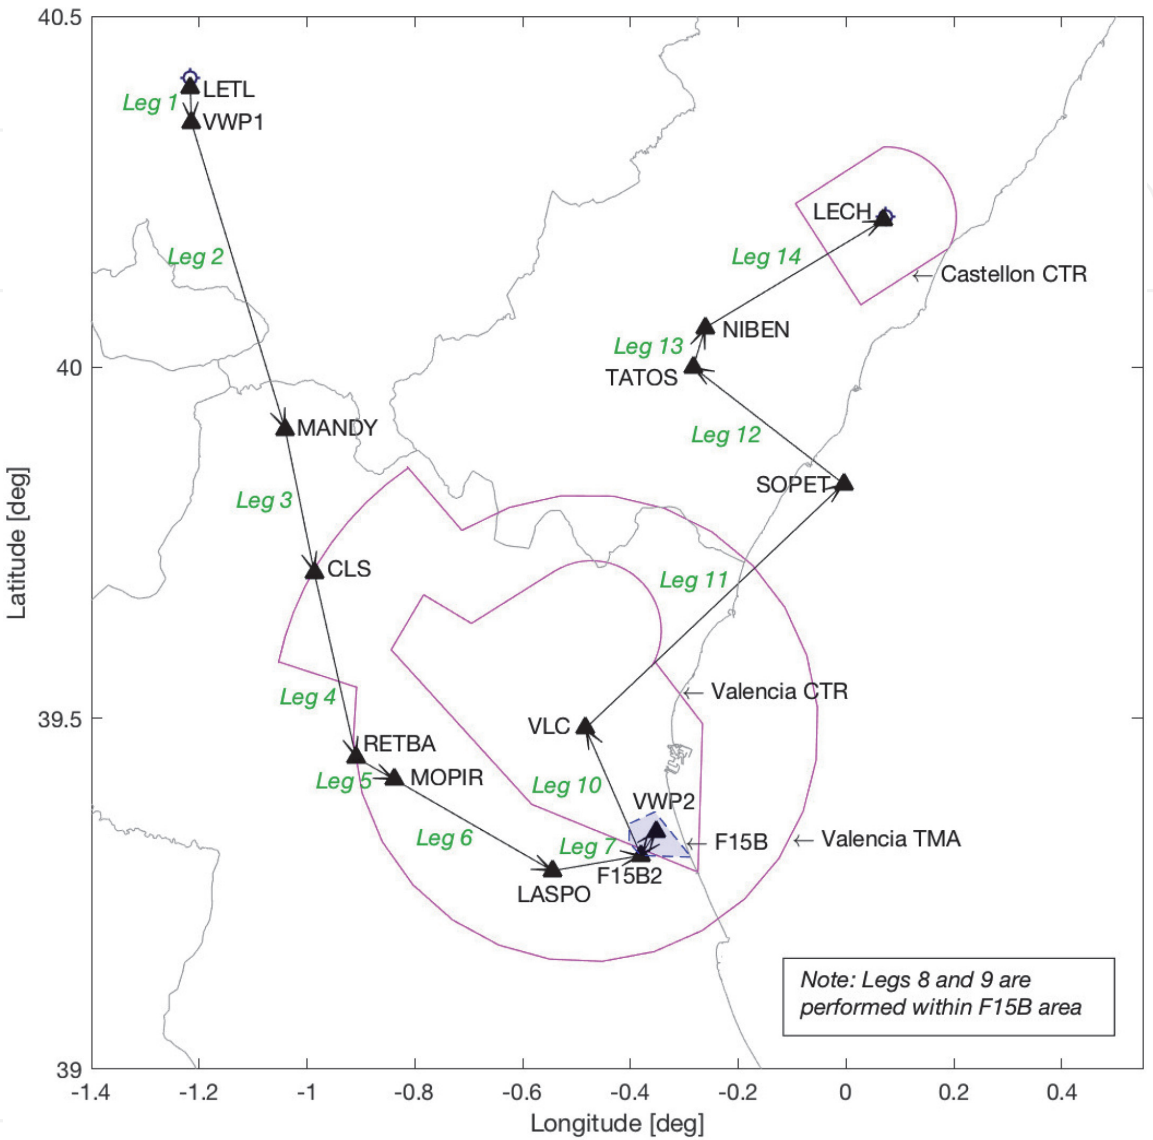 40.5
LETL
Leg 1
VWP1
LECH
Leg 2
Leg 14
← Castellon CTR
NIBEN
Leg 13
40
TATOS
MANDY
Leg 12
SOPET
Leg 3
CLS
Leg 11
Latitude [deg]
Leg 4
← Valencia CTR
39.5
VLC
RETBA
Leg 5
MOPIR
Leg 10
VWP2
Leg 6
Leg 7
← F15B
← Valencia TMA
F15B2
LASPO
Note: Legs 8 and 9 are
performed within F15B area
39
-1.4 -1.2 -1 -0.8 -0.6 -0.4 -0.2 0 0.2 0.4
Longitude [deg]